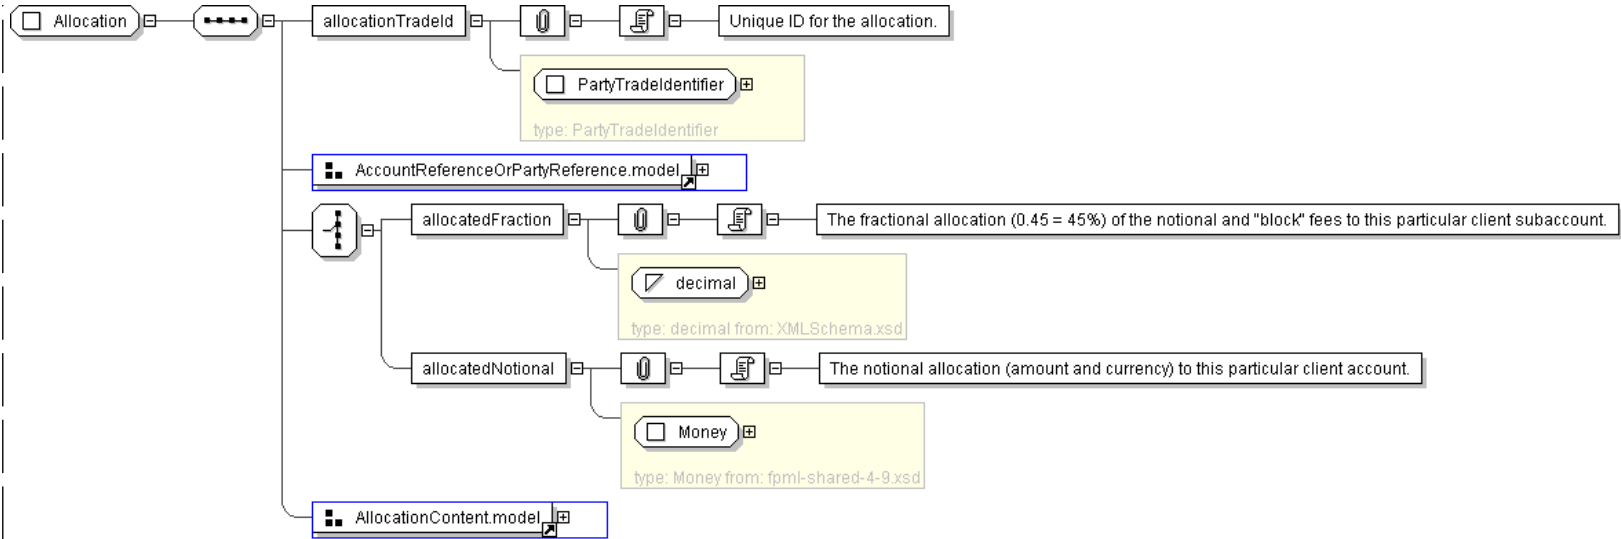 Allocation
allocationTradeId
Unique ID for the allocation.
PartyTradeIdentifier
type: PartyTradeIdentifier
AccountReferenceOrPartyReference.model
allocatedFraction
The fractional allocation (0.45 = 45%) of the notional and "block" fees to this particular client subaccount.
decimal
type: decimal from: XMLSchema.xsd
allocatedNotional
The notional allocation (amount and currency) to this particular client account.
Money
type: Money from: fpml-shared-4-9.xsd
AllocationContent.model